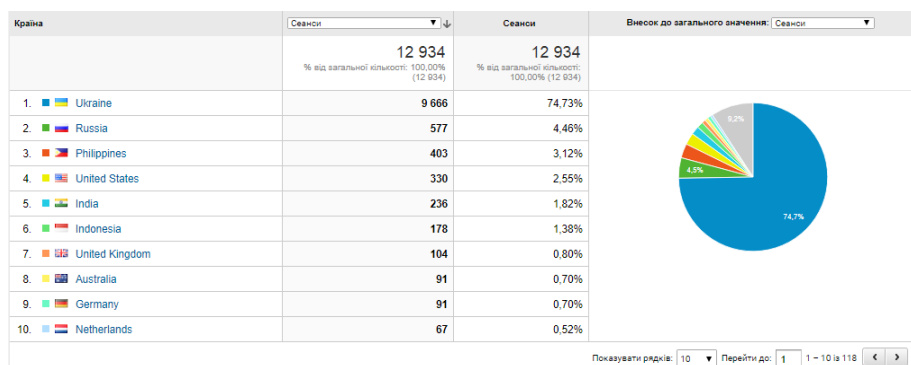 Країна Сеанси Сеанси Внесок до загального значення: Сеанси
12 934 12 934
% від загальної кількості: 100,00% (12 934) % від загальної кількості: 100,00% (12 934)
1. Ukraine 9 666 74,73%
2. Russia 577 4,46%
3. Philippines 403 3,12%
4. United States 330 2,55%
5. India 236 1,82%
6. Indonesia 178 1,38%
7. United Kingdom 104 0,80%
8. Australia 91 0,70%
9. Germany 91 0,70%
10. Netherlands 67 0,52%
9,2%
4,5%
74,7%
Показувати рядків: 10 Перейти до: 1 1 – 10 із 118